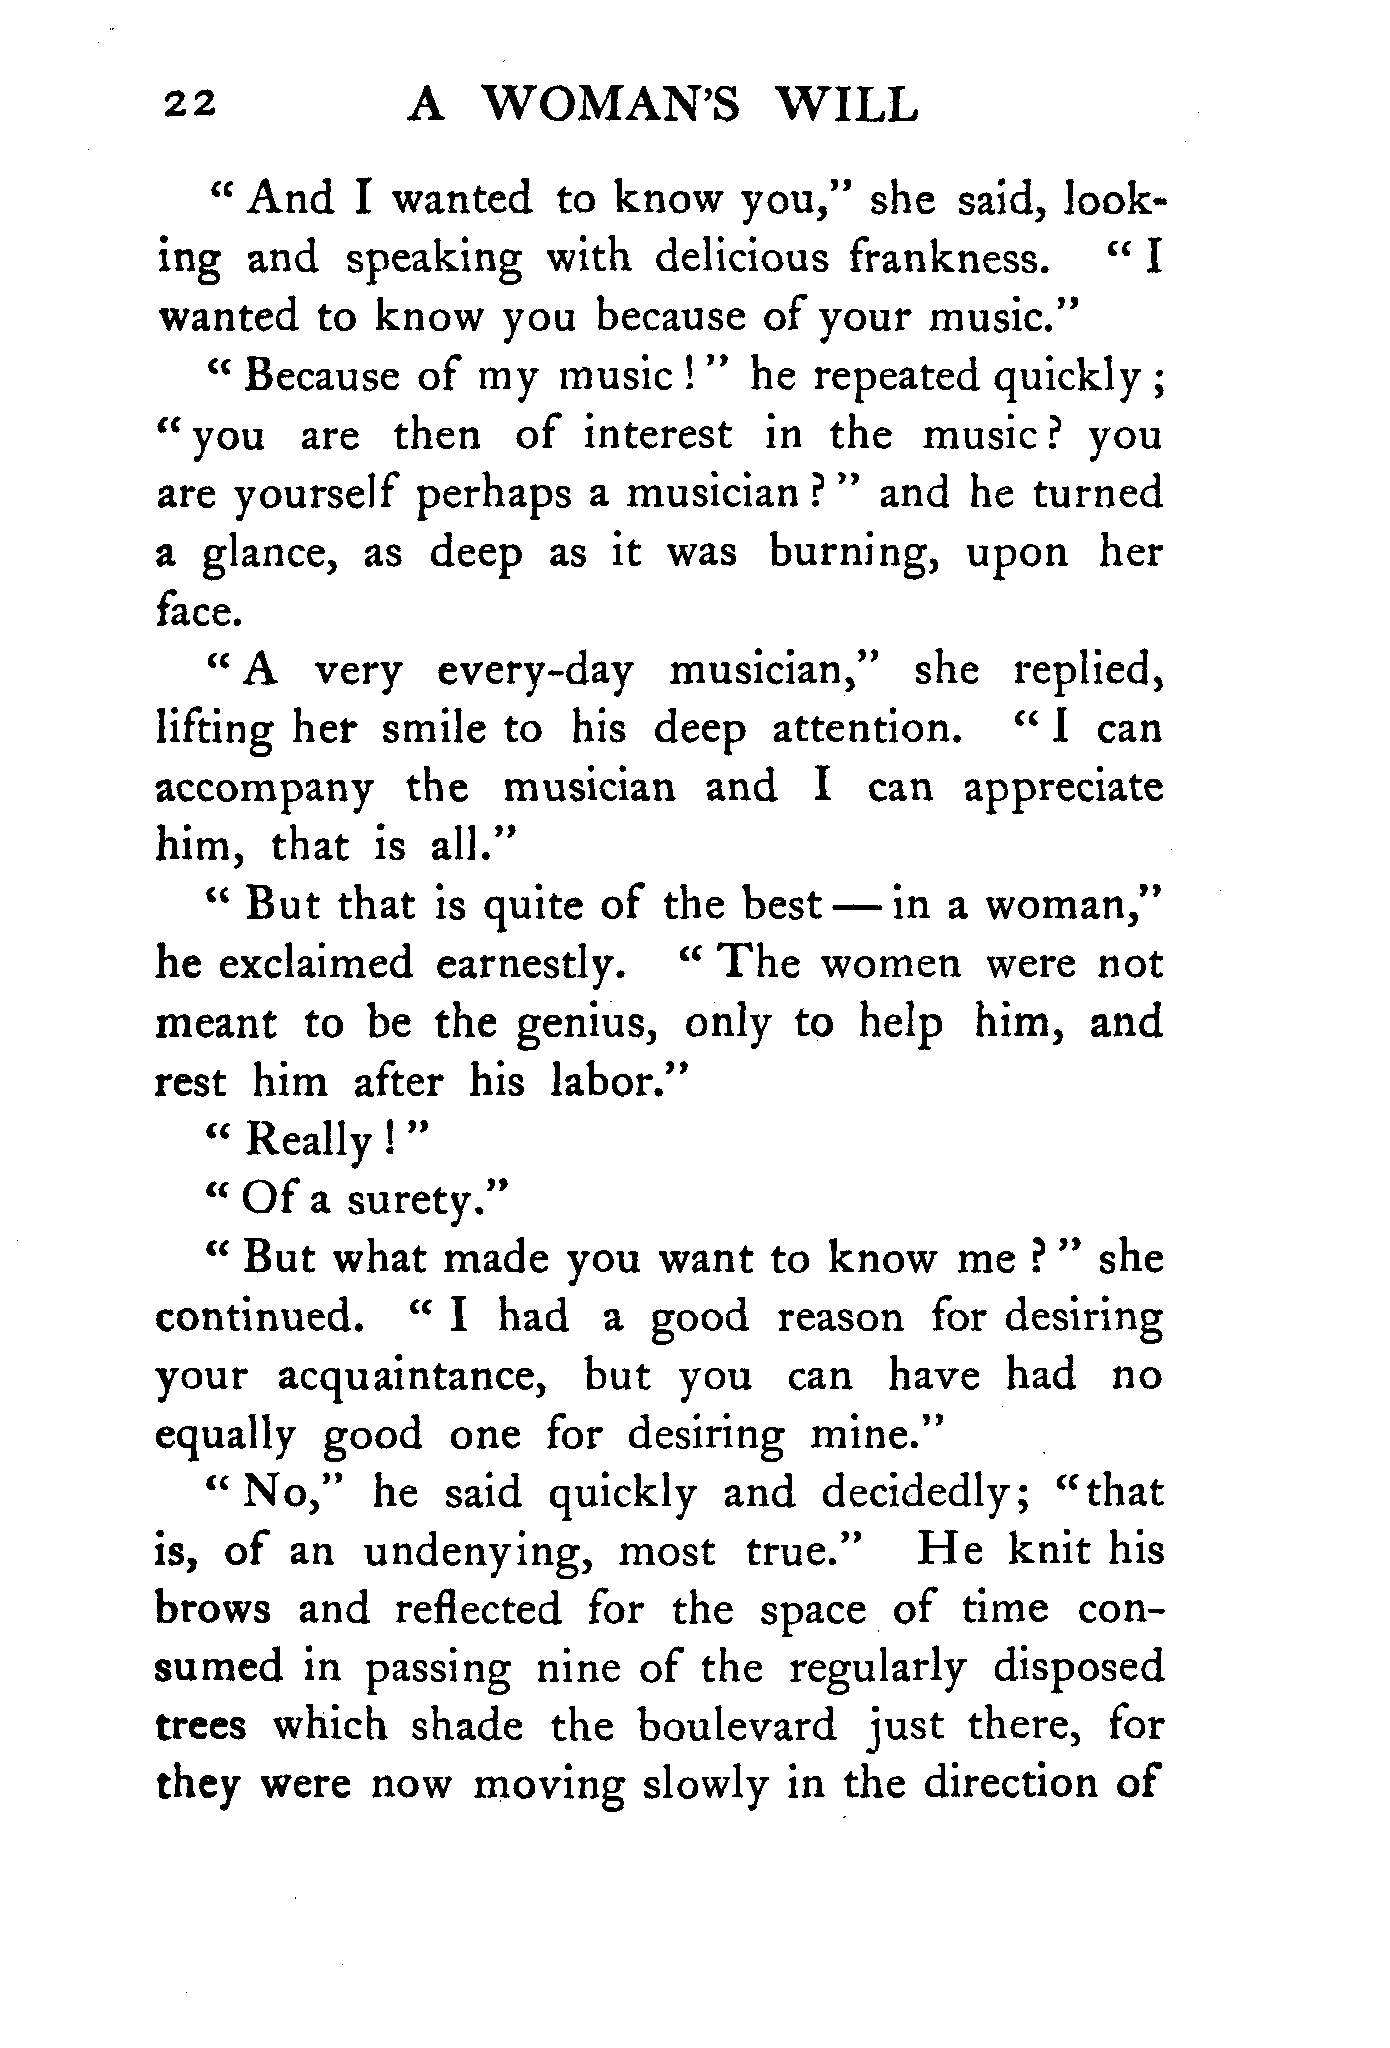 22 A WOMAN'S WILL
“ And I wanted to know you,” she said, look-
ing and speaking with delicious frankness. “ I
wanted to know you because of your music.”
“ Because of my music ! ” he repeated quickly ;
“ you are then of interest in the music ? you
are yourself perhaps a musician ? ” and he turned
a glance, as deep as it was burning, upon her
face.
“ A very every-day musician,” she replied,
lifting her smile to his deep attention. “ I can
accompany the musician and I can appreciate
him, that is all.”
“ But that is quite of the best — in a woman,”
he exclaimed earnestly. “ The women were not
meant to be the genius, only to help him, and
rest him after his labor.”
“ Really ! ”
“ Of a surety.”
“ But what made you want to know me ? ” she
continued. “ I had a good reason for desiring
your acquaintance, but you can have had no
equally good one for desiring mine.”
“ No,” he said quickly and decidedly; “that
is, of an undenying, most true.” He knit his
brows and reflected for the space of time con-
sumed in passing nine of the regularly disposed
trees which shade the boulevard just there, for
they were now moving slowly in the direction of